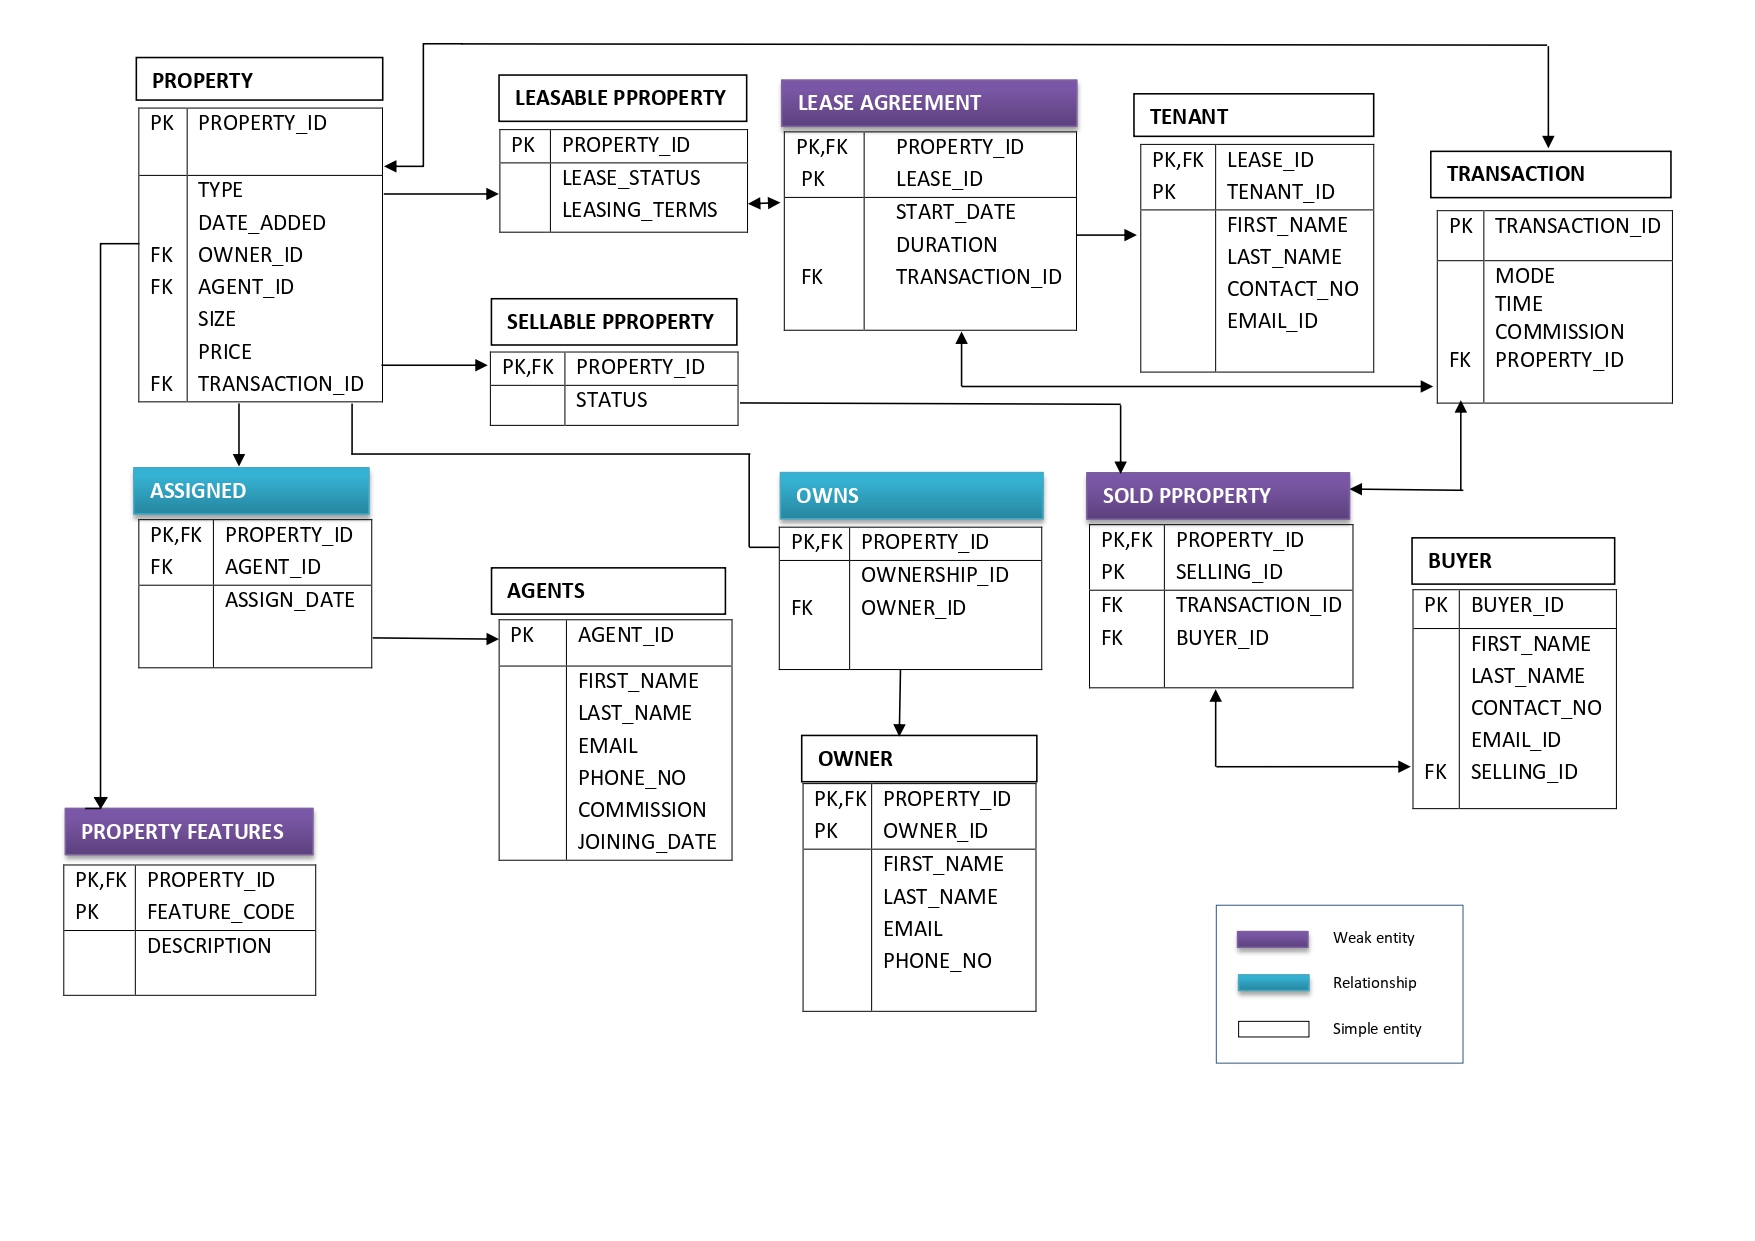 PROPERTY
PK PROPERTY_ID
TYPE
DATE_ADDED
FK OWNER_ID
FK AGENT_ID
SIZE
PRICE
FK TRANSACTION_ID
LEASABLE PPROPERTY
PK PROPERTY_ID
LEASE_STATUS
LEASING_TERMS
LEASE AGREEMENT
PK,FK PROPERTY_ID
PK LEASE_ID
START_DATE
DURATION
FK TRANSACTION_ID
TENANT
PK,FK LEASE_ID
PK TENANT_ID
FIRST_NAME
LAST_NAME
CONTACT_NO
EMAIL_ID
TRANSACTION
PK TRANSACTION_ID
MODE
TIME
COMMISSION
FK PROPERTY_ID
SELLABLE PPROPERTY
PK,FK PROPERTY_ID
STATUS
ASSIGNED
PK,FK PROPERTY_ID
FK AGENT_ID
ASSIGN_DATE
AGENTS
PK AGENT_ID
FIRST_NAME
LAST_NAME
EMAIL
PHONE_NO
COMMISSION
JOINING_DATE
OWNS
PK,FK PROPERTY_ID
OWNERSHIP_ID
FK OWNER_ID
SOLD PPROPERTY
PK,FK PROPERTY_ID
PK SELLING_ID
FK TRANSACTION_ID
FK BUYER_ID
BUYER
PK BUYER_ID
FIRST_NAME
LAST_NAME
CONTACT_NO
EMAIL_ID
FK SELLING_ID
OWNER
PK,FK PROPERTY_ID
PK OWNER_ID
FIRST_NAME
LAST_NAME
EMAIL
PHONE_NO
PROPERTY FEATURES
PK,FK PROPERTY_ID
PK FEATURE_CODE
DESCRIPTION
Weak entity
Relationship
Simple entity